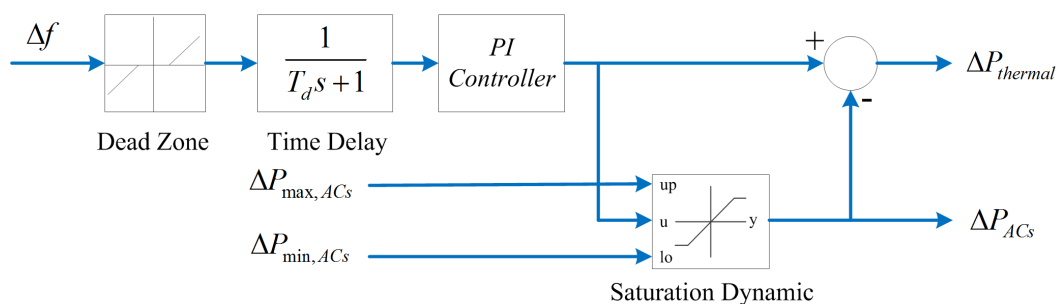 Δf
1
T_d s + 1
PI
Controller
+
ΔP_thermal
-
Dead Zone
Time Delay
ΔP_max, ACs
up
u
y
lo
ΔP_ACs
ΔP_min, ACs
Saturation Dynamic